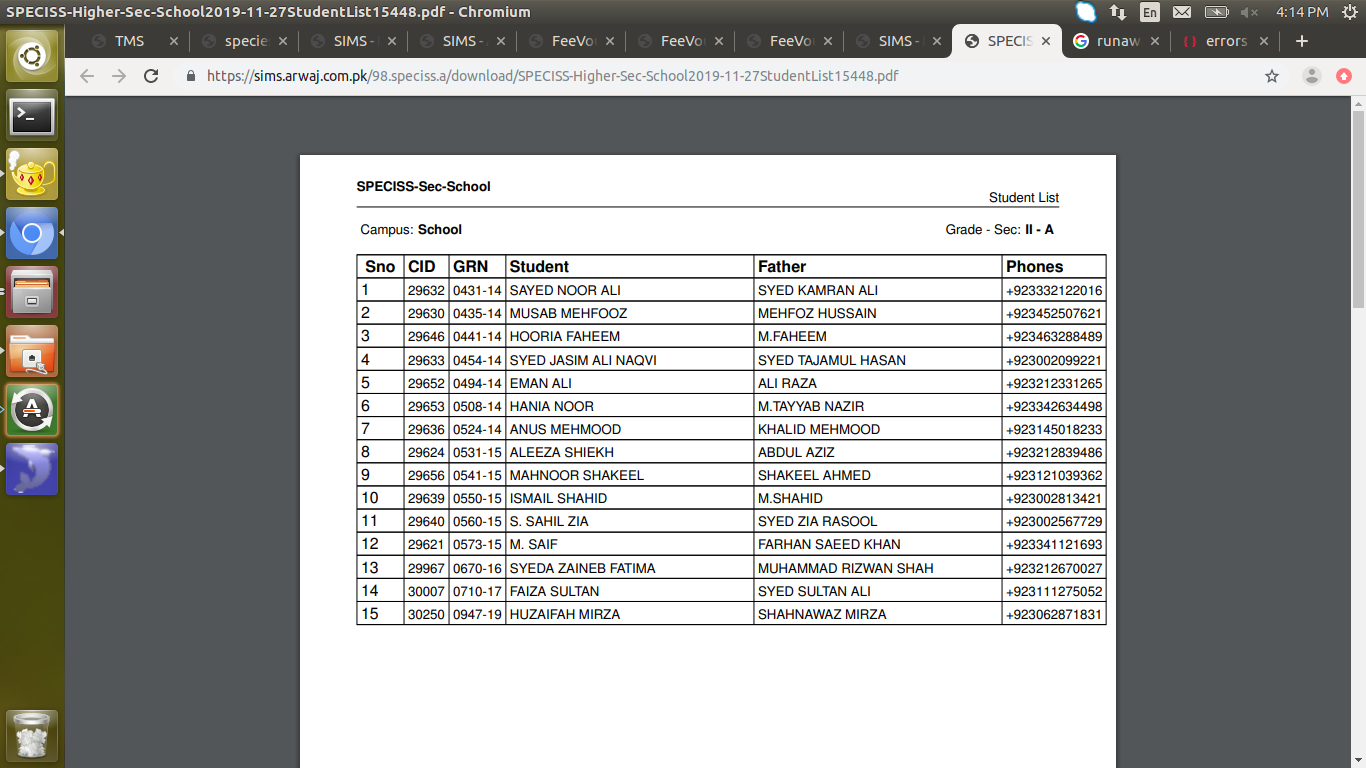 SPECISS-Higher-Sec-School2019-11-27StudentList15448.pdf - Chromium En 4:14 PM
TMS specie SIMS - SIMS - FeeVo FeeVo FeeVo SIMS - SPECIS runaw errors
https://sims.arwaj.com.pk/98.speciss.a/download/SPECISS-Higher-Sec-School2019-11-27StudentList15448.pdf
SPECISS-Sec-School
Student List
Campus: School Grade - Sec: II - A
Sno CID GRN Student Father Phones
1 29632 0431-14 SAYED NOOR ALI SYED KAMRAN ALI +923332122016
2 29630 0435-14 MUSAB MEHFOOZ MEHFOZ HUSSAIN +923452507621
3 29646 0441-14 HOORIA FAHEEM M.FAHEEM +923463288489
4 29633 0454-14 SYED JASIM ALI NAQVI SYED TAJAMUL HASAN +923002099221
5 29652 0494-14 EMAN ALI ALI RAZA +923212331265
6 29653 0508-14 HANIA NOOR M.TAYYAB NAZIR +923342634498
7 29636 0524-14 ANUS MEHMOOD KHALID MEHMOOD +923145018233
8 29624 0531-15 ALEEZA SHIEKH ABDUL AZIZ +923212839486
9 29656 0541-15 MAHNOOR SHAKEEL SHAKEEL AHMED +923121039362
10 29639 0550-15 ISMAIL SHAHID M.SHAHID +923002813421
11 29640 0560-15 S. SAHIL ZIA SYED ZIA RASOOL +923002567729
12 29621 0573-15 M. SAIF FARHAN SAEED KHAN +923341121693
13 29967 0670-16 SYEDA ZAINEB FATIMA MUHAMMAD RIZWAN SHAH +923212670027
14 30007 0710-17 FAIZA SULTAN SYED SULTAN ALI +923111275052
15 30250 0947-19 HUZAIFAH MIRZA SHAHNAWAZ MIRZA +923062871831